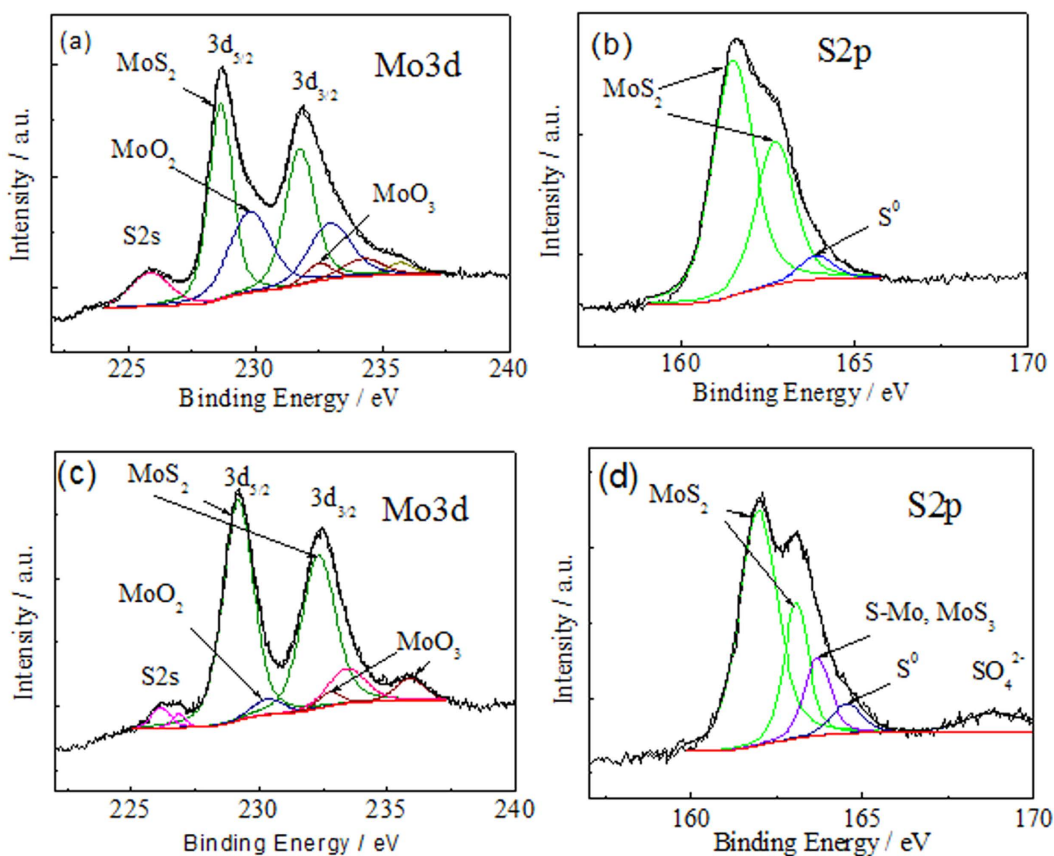 (a)
3d5/2
MoS2
3d3/2
Mo3d
MoO2
MoO3
S2s
Intensity / a.u.
225 230 235 240
Binding Energy / eV
(b)
S2p
MoS2
S0
Intensity / a.u.
160 165 170
Binding Energy / eV
(c)
MoS2
3d5/2
3d3/2
Mo3d
MoO2
MoO3
S2s
Intensity / a.u.
225 230 235 240
Binding Energy / eV
(d)
MoS2
S2p
S-Mo, MoS3
S0
SO42-
Intensity / a.u.
160 165 170
Binding Energy / eV